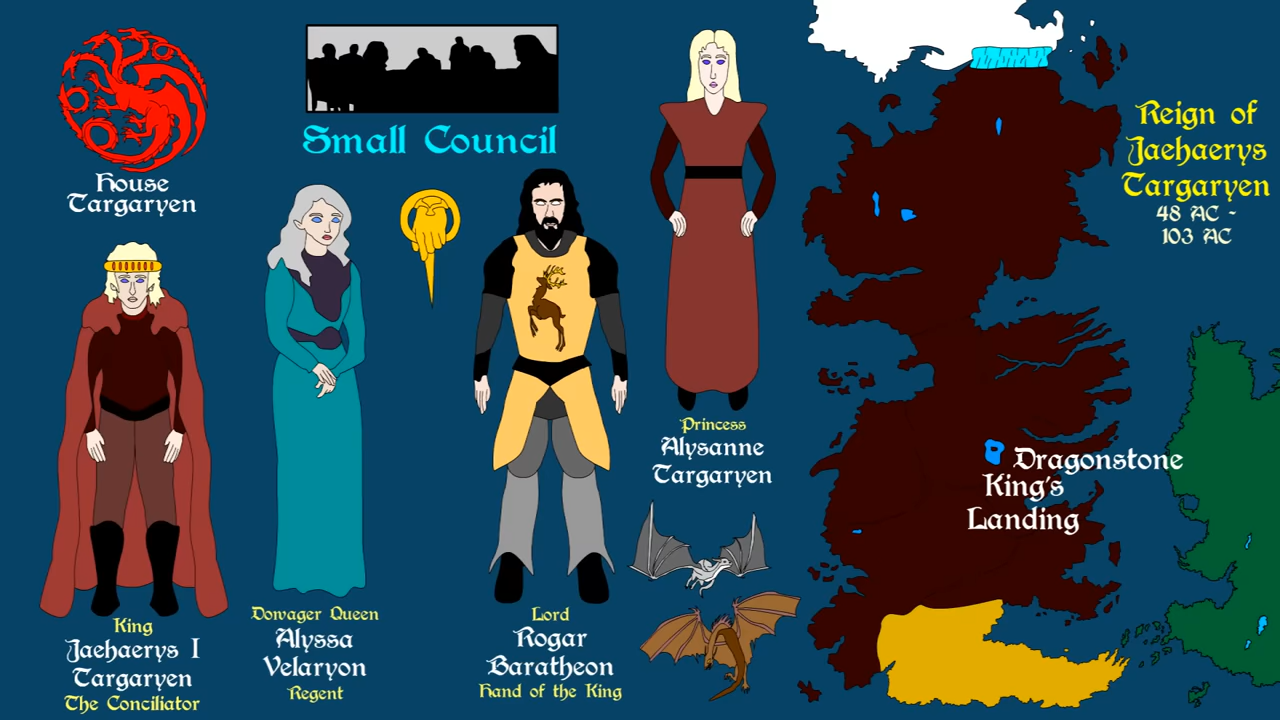 House
Targaryen
Small Council
King
Jaehaerys I
Targaryen
The Conciliator
Dowager Queen
Alyssa
Velaryon
Regent
Lord
Rogar
Baratheon
Hand of the King
Princess
Alysanne
Targaryen
Reign of
Jaehaerys
Targaryen
48 AC -
103 AC
Dragonstone
King's
Landing